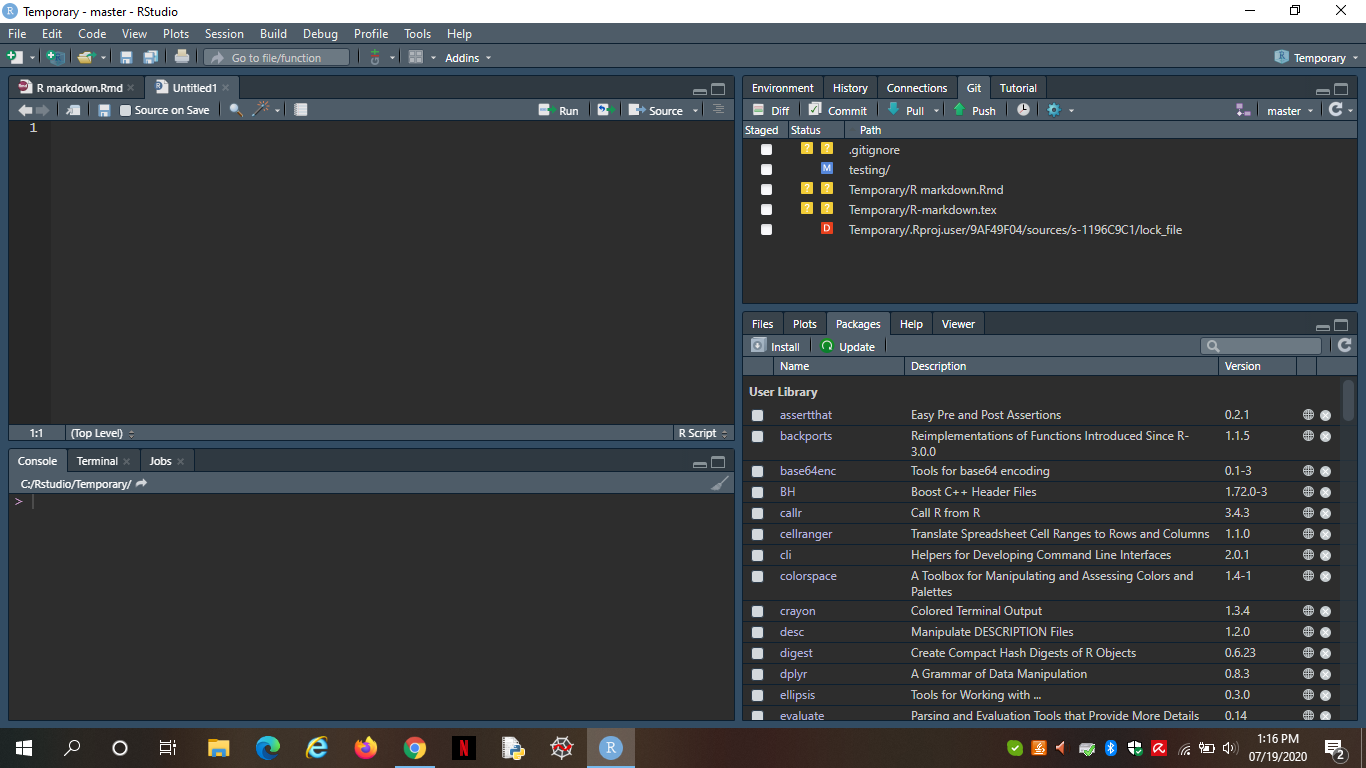 Temporary - master - RStudio
File Edit Code View Plots Session Build Debug Profile Tools Help
Go to file/function Addins Temporary
R markdown.Rmd Untitled1
Source on Save Run Source
1
1:1 (Top Level) R Script
Console Terminal Jobs
C:/Rstudio/Temporary/
>
Environment History Connections Git Tutorial
Diff Commit Pull Push master
Staged Status Path
? ? .gitignore
M testing/
? ? Temporary/R markdown.Rmd
? ? Temporary/R-markdown.tex
D Temporary/.Rproj.user/9AF49F04/sources/s-1196C9C1/lock_file
Files Plots Packages Help Viewer
Install Update
Name Description Version
User Library
assertthat Easy Pre and Post Assertions 0.2.1
backports Reimplementations of Functions Introduced Since R- 1.1.5
3.0.0
base64enc Tools for base64 encoding 0.1-3
BH Boost C++ Header Files 1.72.0-3
callr Call R from R 3.4.3
cellranger Translate Spreadsheet Cell Ranges to Rows and Columns 1.1.0
cli Helpers for Developing Command Line Interfaces 2.0.1
colorspace A Toolbox for Manipulating and Assessing Colors and 1.4-1
Palettes
crayon Colored Terminal Output 1.3.4
desc Manipulate DESCRIPTION Files 1.2.0
digest Create Compact Hash Digests of R Objects 0.6.23
dplyr A Grammar of Data Manipulation 0.8.3
ellipsis Tools for Working with ... 0.3.0
evaluate Parsing and Evaluation Tools that Provide More Details 0.14
1:16 PM
07/19/2020
2